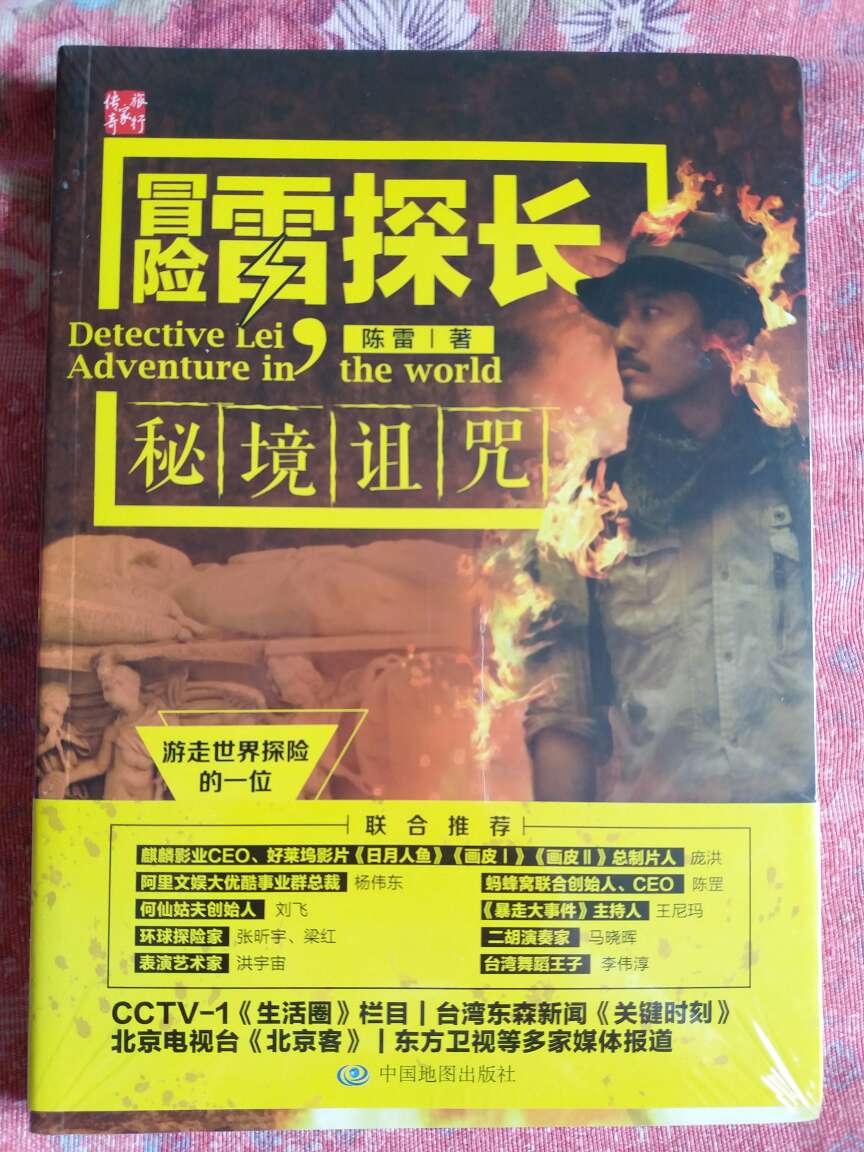 旅行
传家奇
冒险雷探长
Detective Lei,
Adventure in the world
陈雷 | 著
秘境诅咒
游走世界探险
的一位
联合推荐
麒麟影业CEO、好莱坞影片《日月人鱼》《画皮Ⅰ》《画皮Ⅱ》总制片人 庞洪
阿里文娱大优酷事业群总裁 杨伟东 蚂蜂窝联合创始人、CEO 陈罡
何仙姑夫创始人 刘飞 《暴走大事件》主持人 王尼玛
环球探险家 张昕宇、梁红 二胡演奏家 马晓晖
表演艺术家 洪宇宙 台湾舞蹈王子 李伟淳
CCTV-1《生活圈》栏目 | 台湾东森新闻《关键时刻》
北京电视台《北京客》 | 东方卫视等多家媒体报道
中国地图出版社